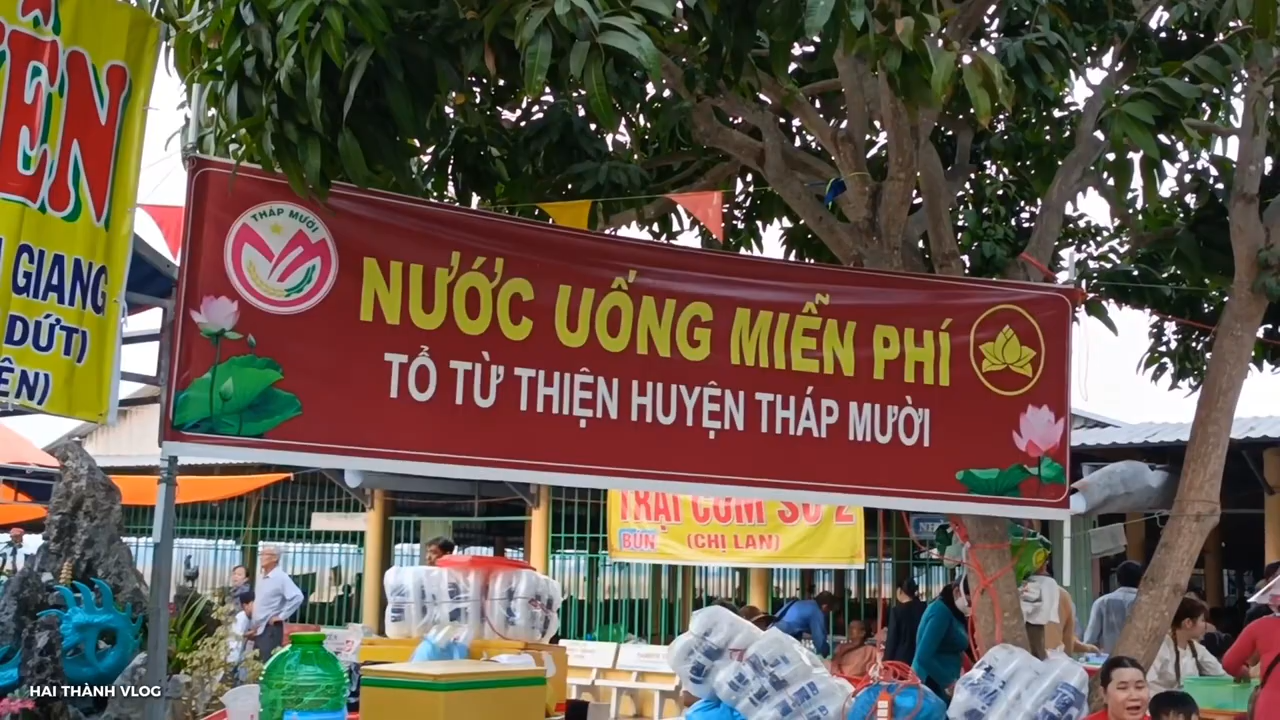 ỀN
GIANG
DỨT)
ỆN)
THÁP MƯỜI
NƯỚC UỐNG MIỄN PHÍ
TỔ TỪ THIỆN HUYỆN THÁP MƯỜI
TRẠI CƠM SỐ 2
BÚN (CHỊ LAN)
HAI THÀNH VLOG